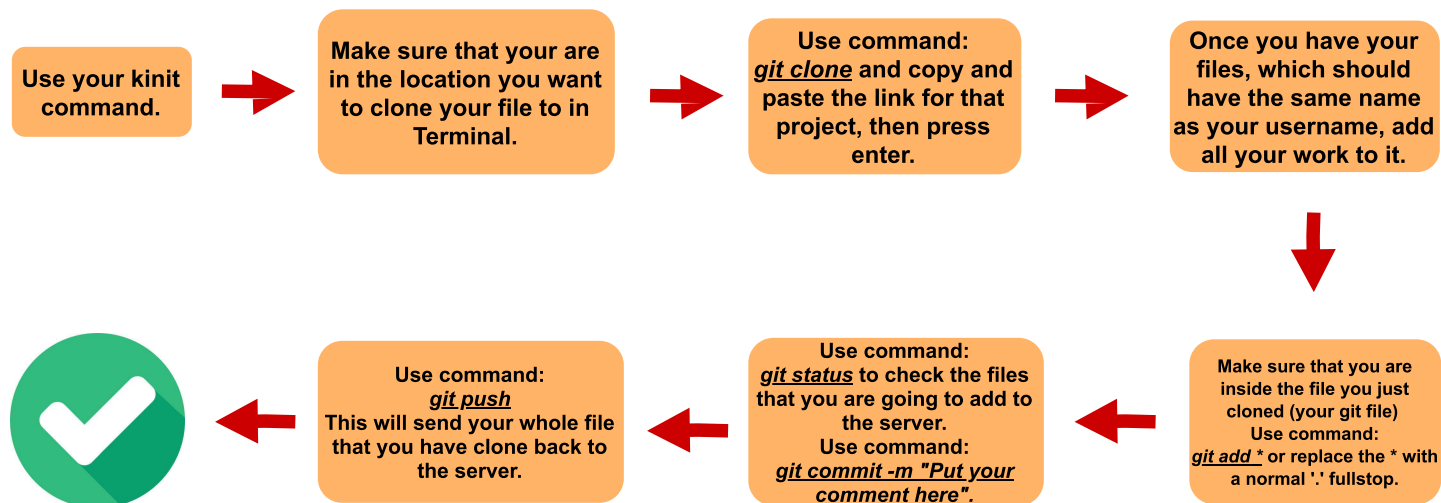 Use your kinit
command.
Make sure that your are
in the location you want
to clone your file to in
Terminal.
Use command:
git clone and copy and
paste the link for that
project, then press
enter.
Once you have your
files, which should
have the same name
as your username, add
all your work to it.
Make sure that you are
inside the file you just
cloned (your git file)
Use command:
git add * or replace the * with
a normal '.' fullstop.
Use command:
git status to check the files
that you are going to add to
the server.
Use command:
git commit -m "Put your
comment here".
Use command:
git push
This will send your whole file
that you have clone back to
the server.